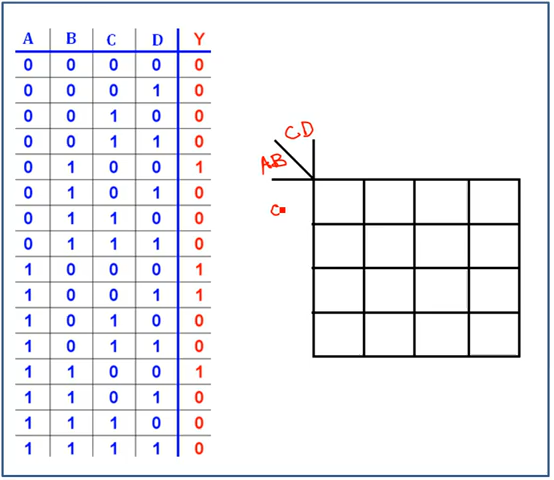 A B C D Y
0 0 0 0 0
0 0 0 1 0
0 0 1 0 0
0 0 1 1 0
0 1 0 0 1
0 1 0 1 0
0 1 1 0 0
0 1 1 1 0
1 0 0 0 1
1 0 0 1 1
1 0 1 0 0
1 0 1 1 0
1 1 0 0 1
1 1 0 1 0
1 1 1 0 0
1 1 1 1 0
CD
AB